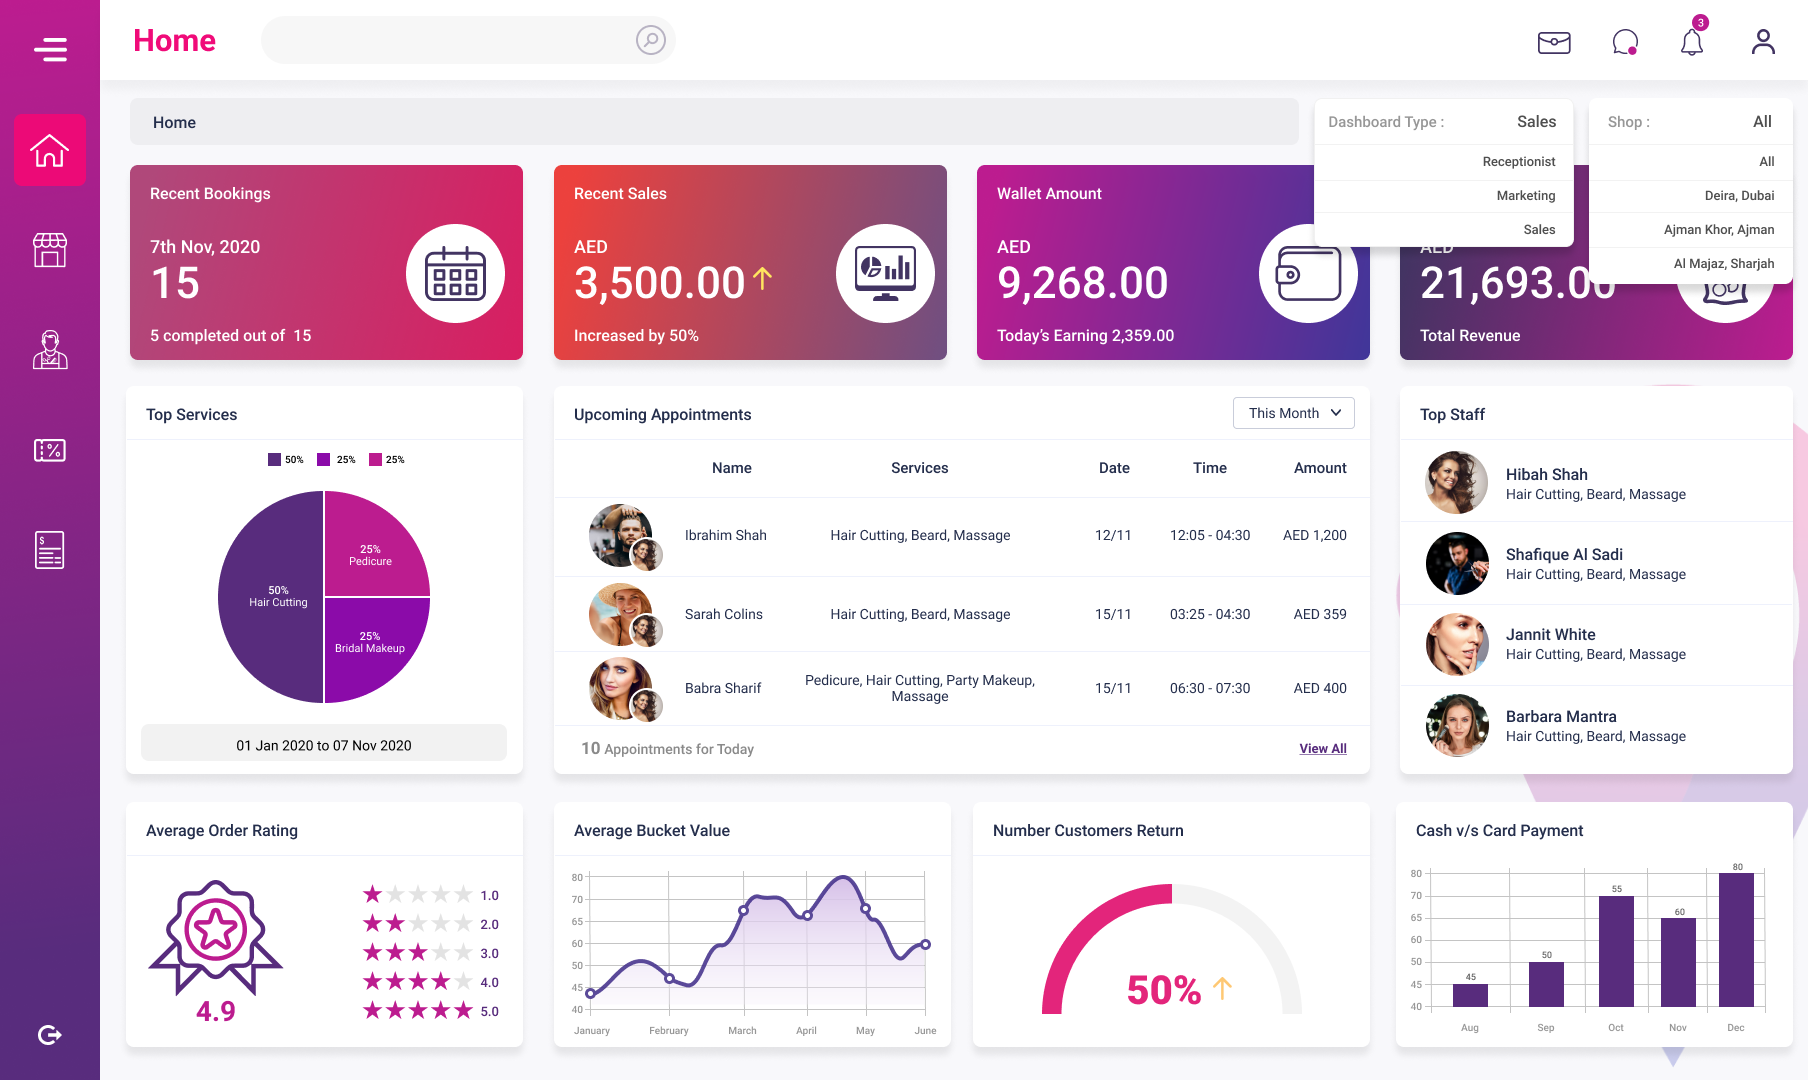 Home
3
Home
Dashboard Type :
Sales
Receptionist
Marketing
Sales
Shop :
All
All
Deira, Dubai
Ajman Khor, Ajman
Al Majaz, Sharjah
Recent Bookings
7th Nov, 2020
15
5 completed out of 15
Recent Sales
AED
3,500.00
Increased by 50%
Wallet Amount
AED
9,268.00
Today's Earning 2,359.00
AED
21,693.00
Total Revenue
Top Services
50% 25% 25%
25%
Pedicure
50%
Hair Cutting
25%
Bridal Makeup
01 Jan 2020 to 07 Nov 2020
Upcoming Appointments
This Month
Name Services Date Time Amount
Ibrahim Shah Hair Cutting, Beard, Massage 12/11 12:05 - 04:30 AED 1,200
Sarah Colins Hair Cutting, Beard, Massage 15/11 03:25 - 04:30 AED 359
Babra Sharif Pedicure, Hair Cutting, Party Makeup, Massage 15/11 06:30 - 07:30 AED 400
10 Appointments for Today
View All
Top Staff
Hibah Shah
Hair Cutting, Beard, Massage
Shafique Al Sadi
Hair Cutting, Beard, Massage
Jannit White
Hair Cutting, Beard, Massage
Barbara Mantra
Hair Cutting, Beard, Massage
Average Order Rating
4.9
1.0
2.0
3.0
4.0
5.0
Average Bucket Value
80
70
65
60
50
45
40
January February March April May June
Number Customers Return
50%
Cash v/s Card Payment
80
70
65
60
50
45
40
45
50
55
60
80
Aug Sep Oct Nov Dec
$
%